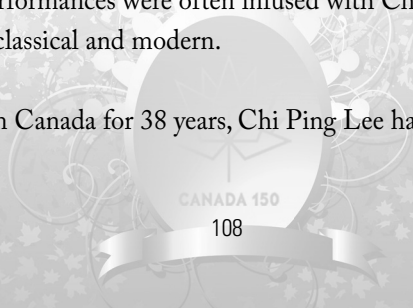 rformances were often infused with Ch
classical and modern.
n Canada for 38 years, Chi Ping Lee ha
CANADA 150
108